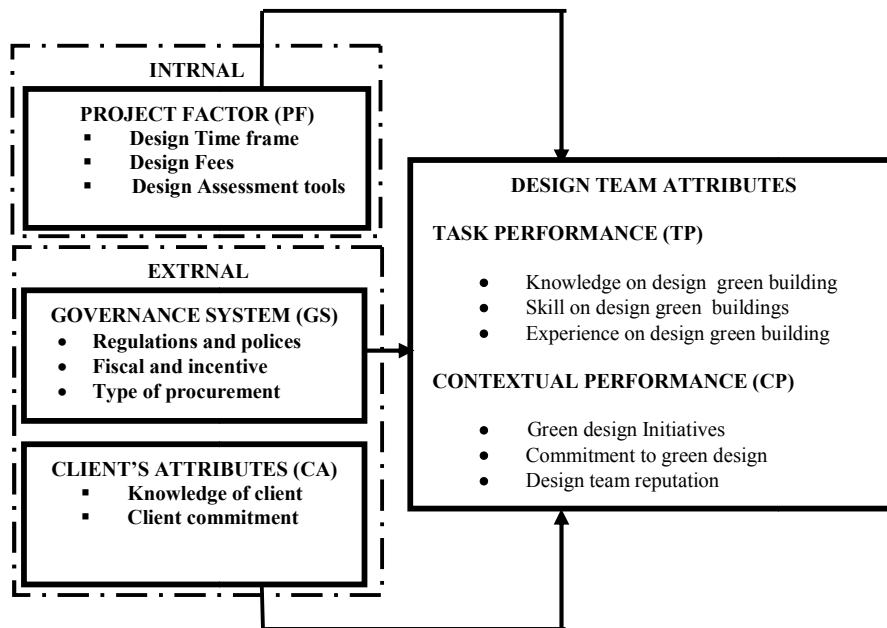 INTRNAL
PROJECT FACTOR (PF)
▪ Design Time frame
▪ Design Fees
▪ Design Assessment tools
EXTRNAL
GOVERNANCE SYSTEM (GS)
• Regulations and polices
• Fiscal and incentive
• Type of procurement
CLIENT'S ATTRIBUTES (CA)
▪ Knowledge of client
▪ Client commitment
DESIGN TEAM ATTRIBUTES
TASK PERFORMANCE (TP)
• Knowledge on design green building
• Skill on design green buildings
• Experience on design green building
CONTEXTUAL PERFORMANCE (CP)
• Green design Initiatives
• Commitment to green design
• Design team reputation